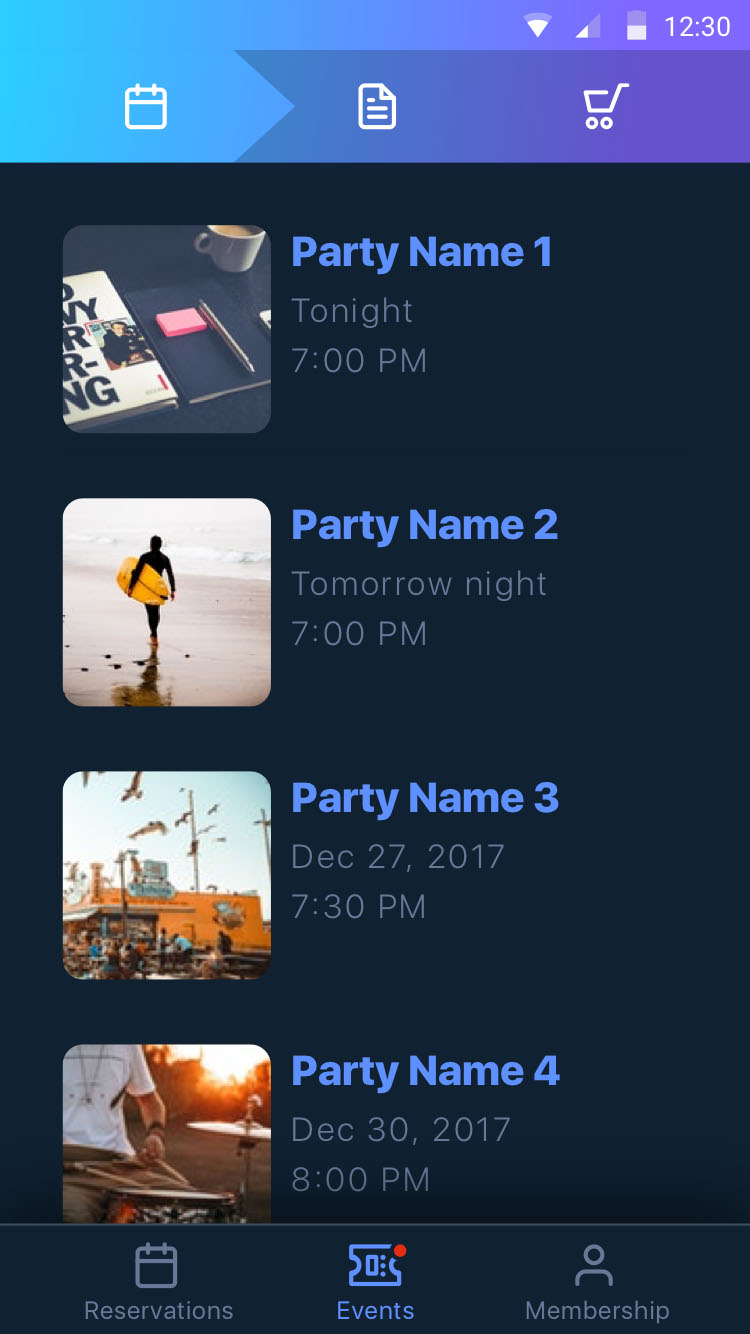 12:30
Party Name 1
Tonight
7:00 PM
Party Name 2
Tomorrow night
7:00 PM
Party Name 3
Dec 27, 2017
7:30 PM
Party Name 4
Dec 30, 2017
8:00 PM
Reservations
Events
Membership